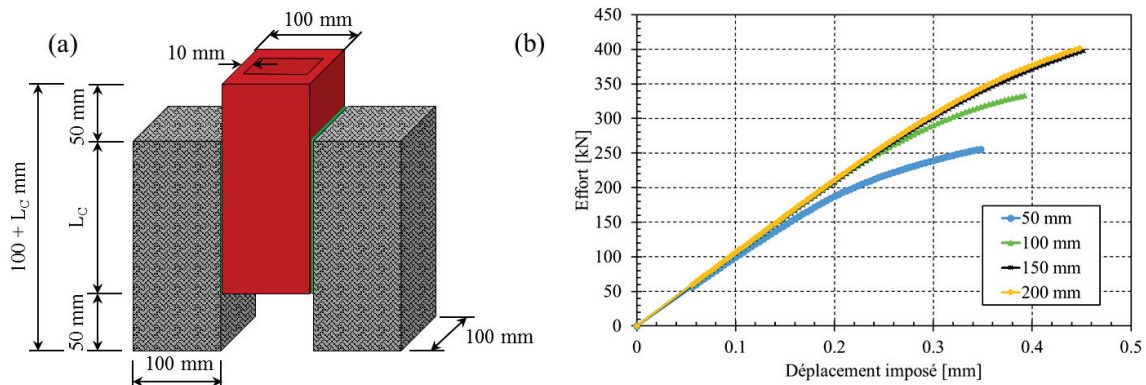 (a)
100 mm
10 mm
50 mm
100 + L_C mm
L_C
50 mm
100 mm
100 mm
(b)
Effort [kN]
450
400
350
300
250
200
150
100
50
0
50 mm
100 mm
150 mm
200 mm
0
0.1
0.2
0.3
0.4
0.5
Déplacement imposé [mm]